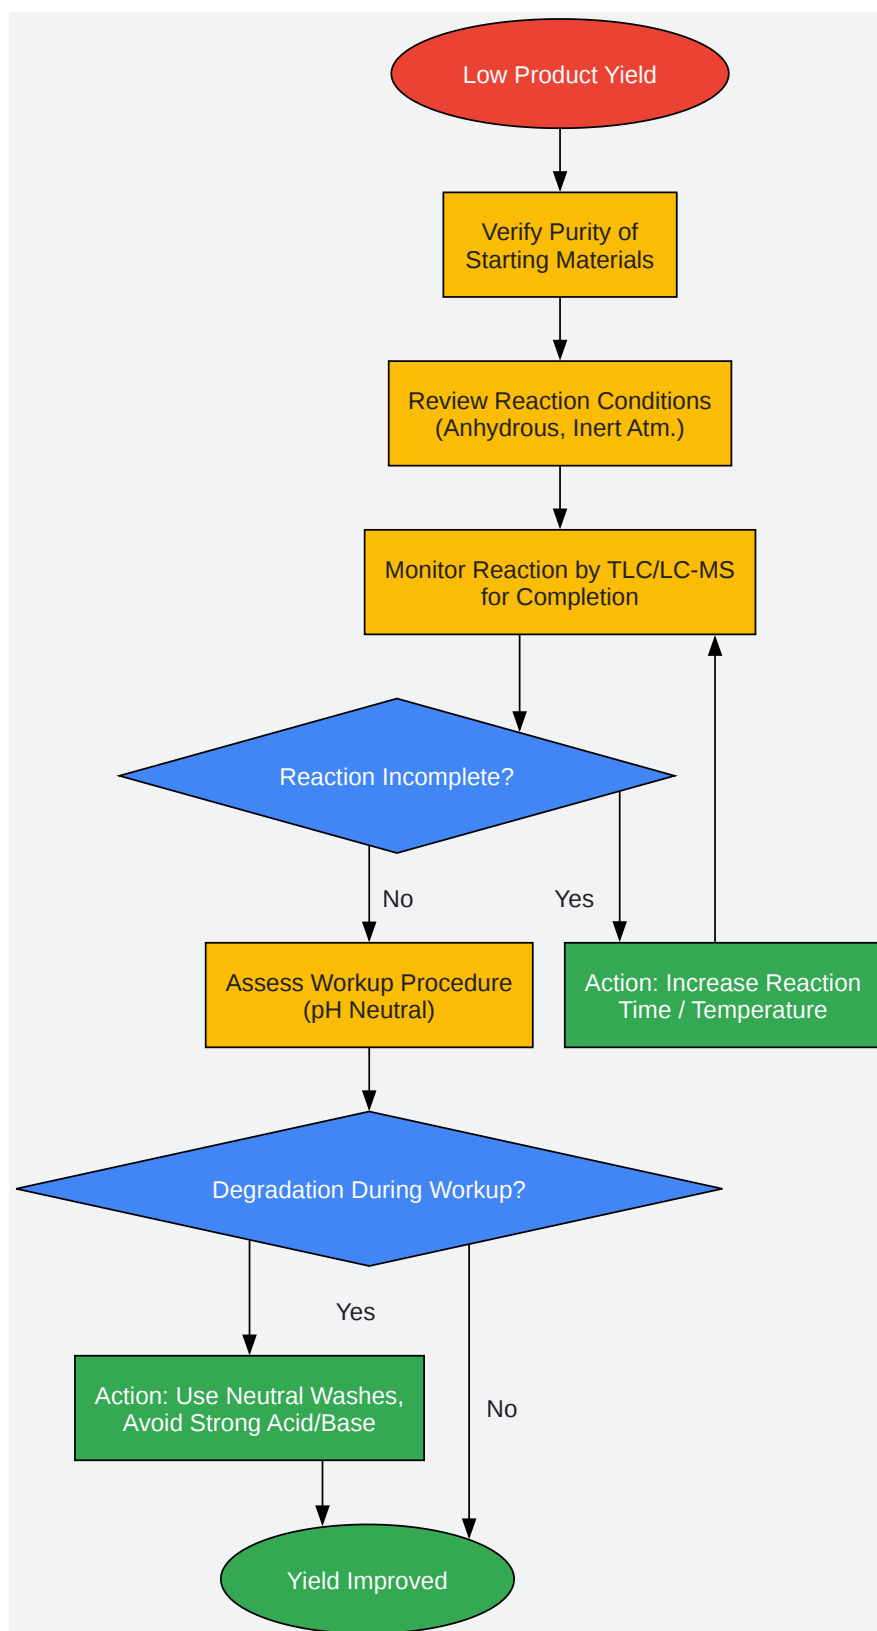 Low Product Yield
Verify Purity of
Starting Materials
Review Reaction Conditions
(Anhydrous, Inert Atm.)
Monitor Reaction by TLC/LC-MS
for Completion
Reaction Incomplete?
No
Yes
Assess Workup Procedure
(pH Neutral)
Action: Increase Reaction
Time / Temperature
Degradation During Workup?
Yes
Action: Use Neutral Washes,
Avoid Strong Acid/Base
No
Yield Improved